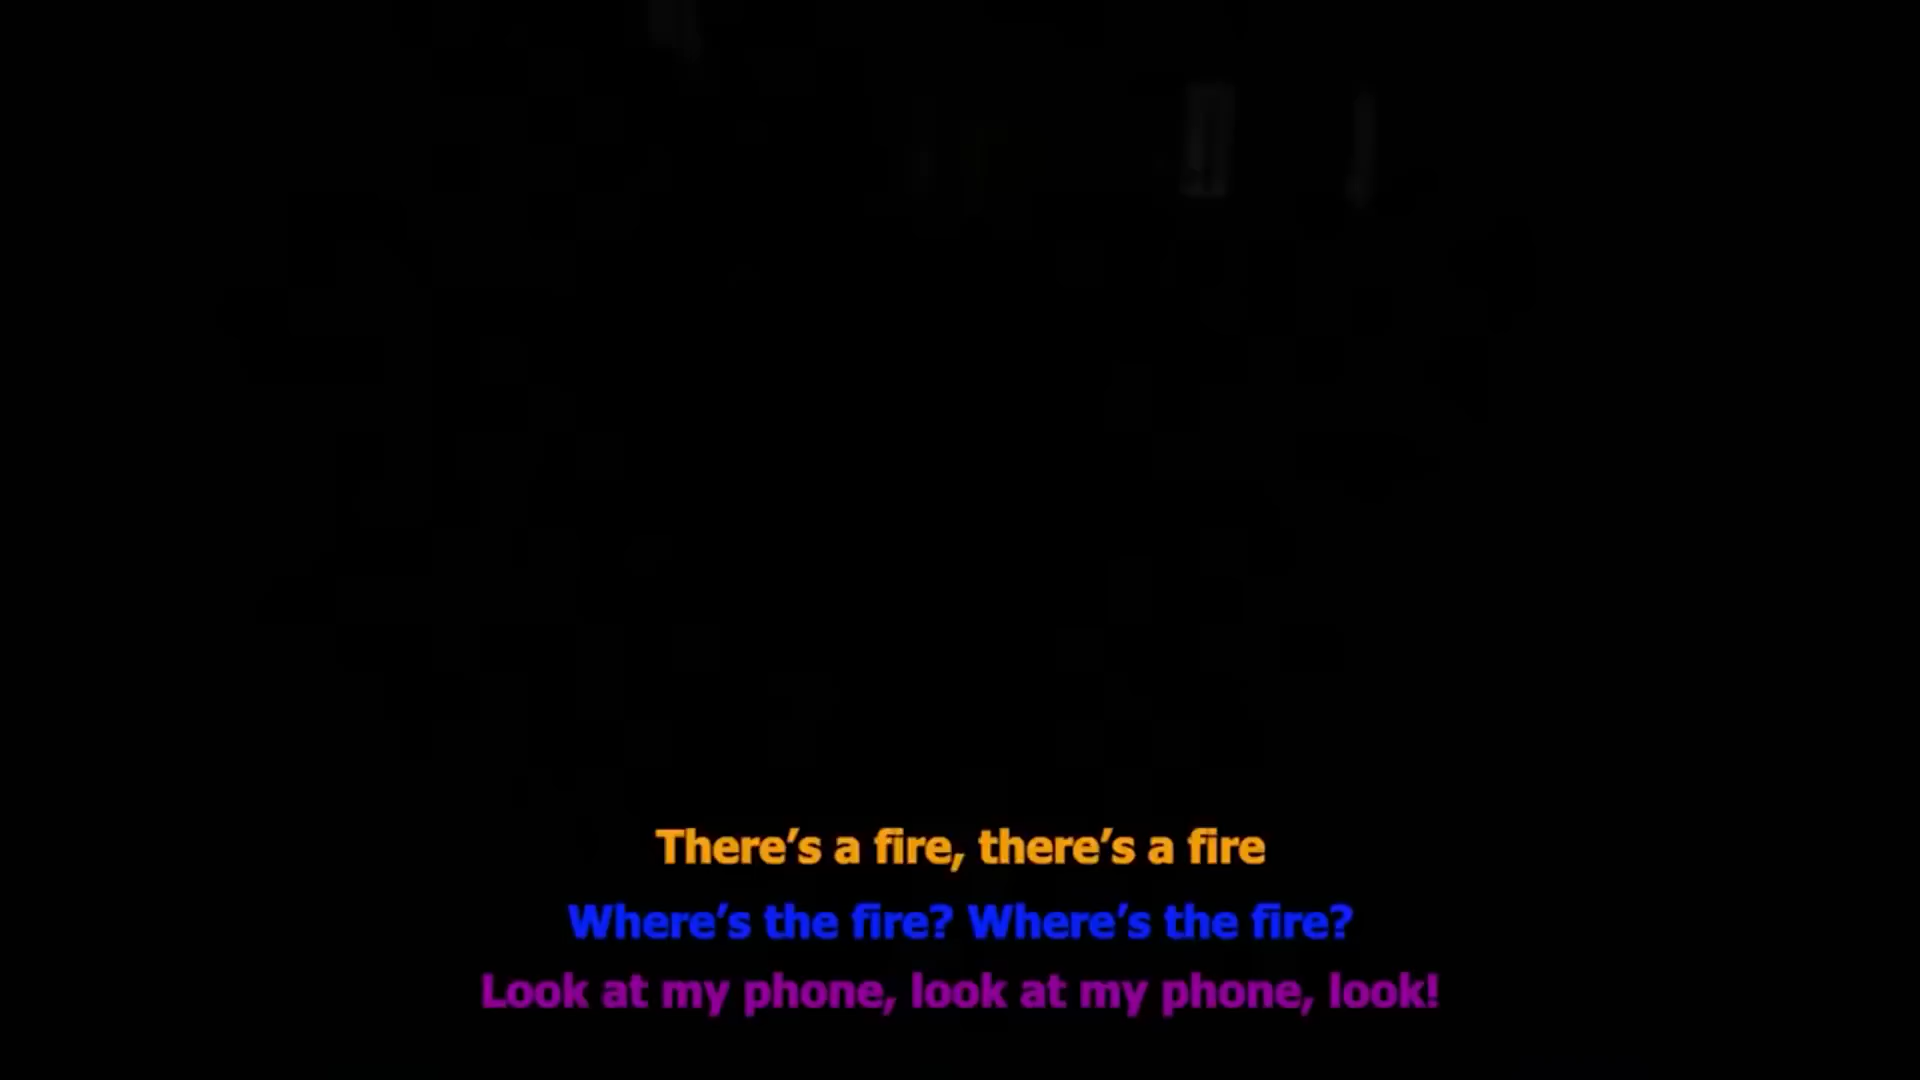 There’s a fire, there’s a fire
Where’s the fire? Where’s the fire?
Look at my phone, look at my phone, look!